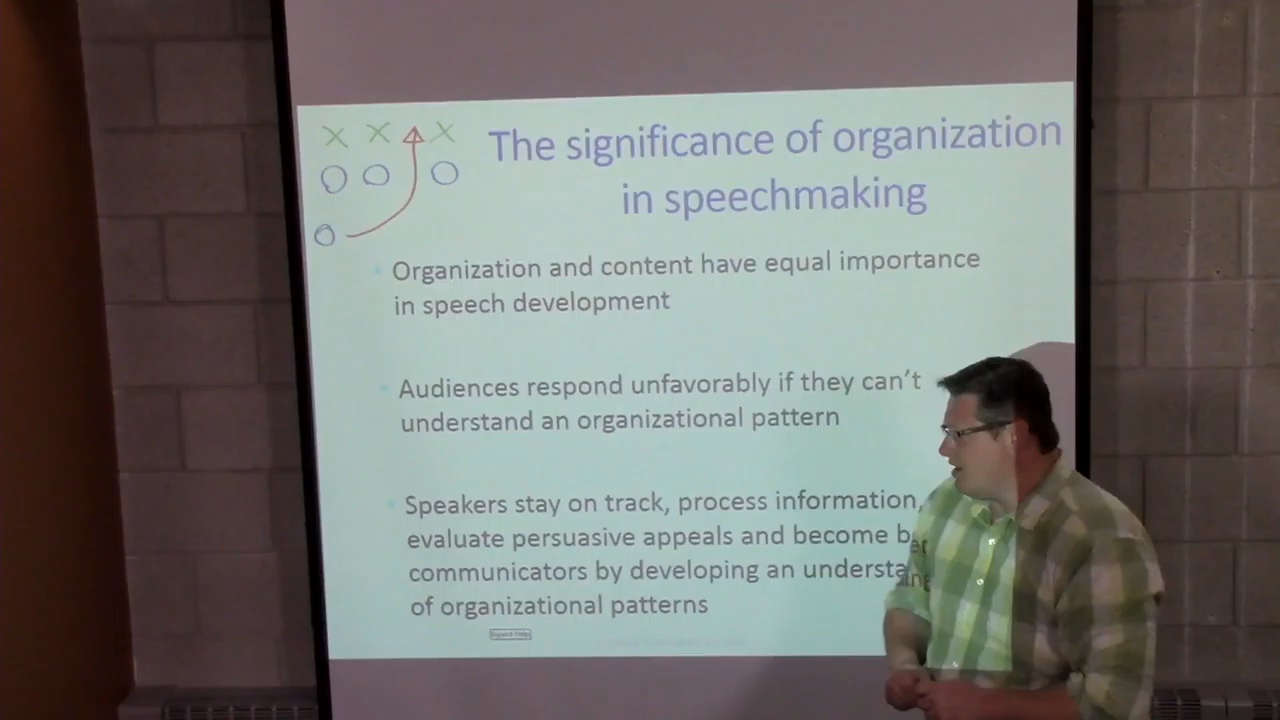 The significance of organization
in speechmaking
Organization and content have equal importance
in speech development
Audiences respond unfavorably if they can't
understand an organizational pattern
Speakers stay on track, process information,
evaluate persuasive appeals and become
communicators by developing an
of organizational patterns